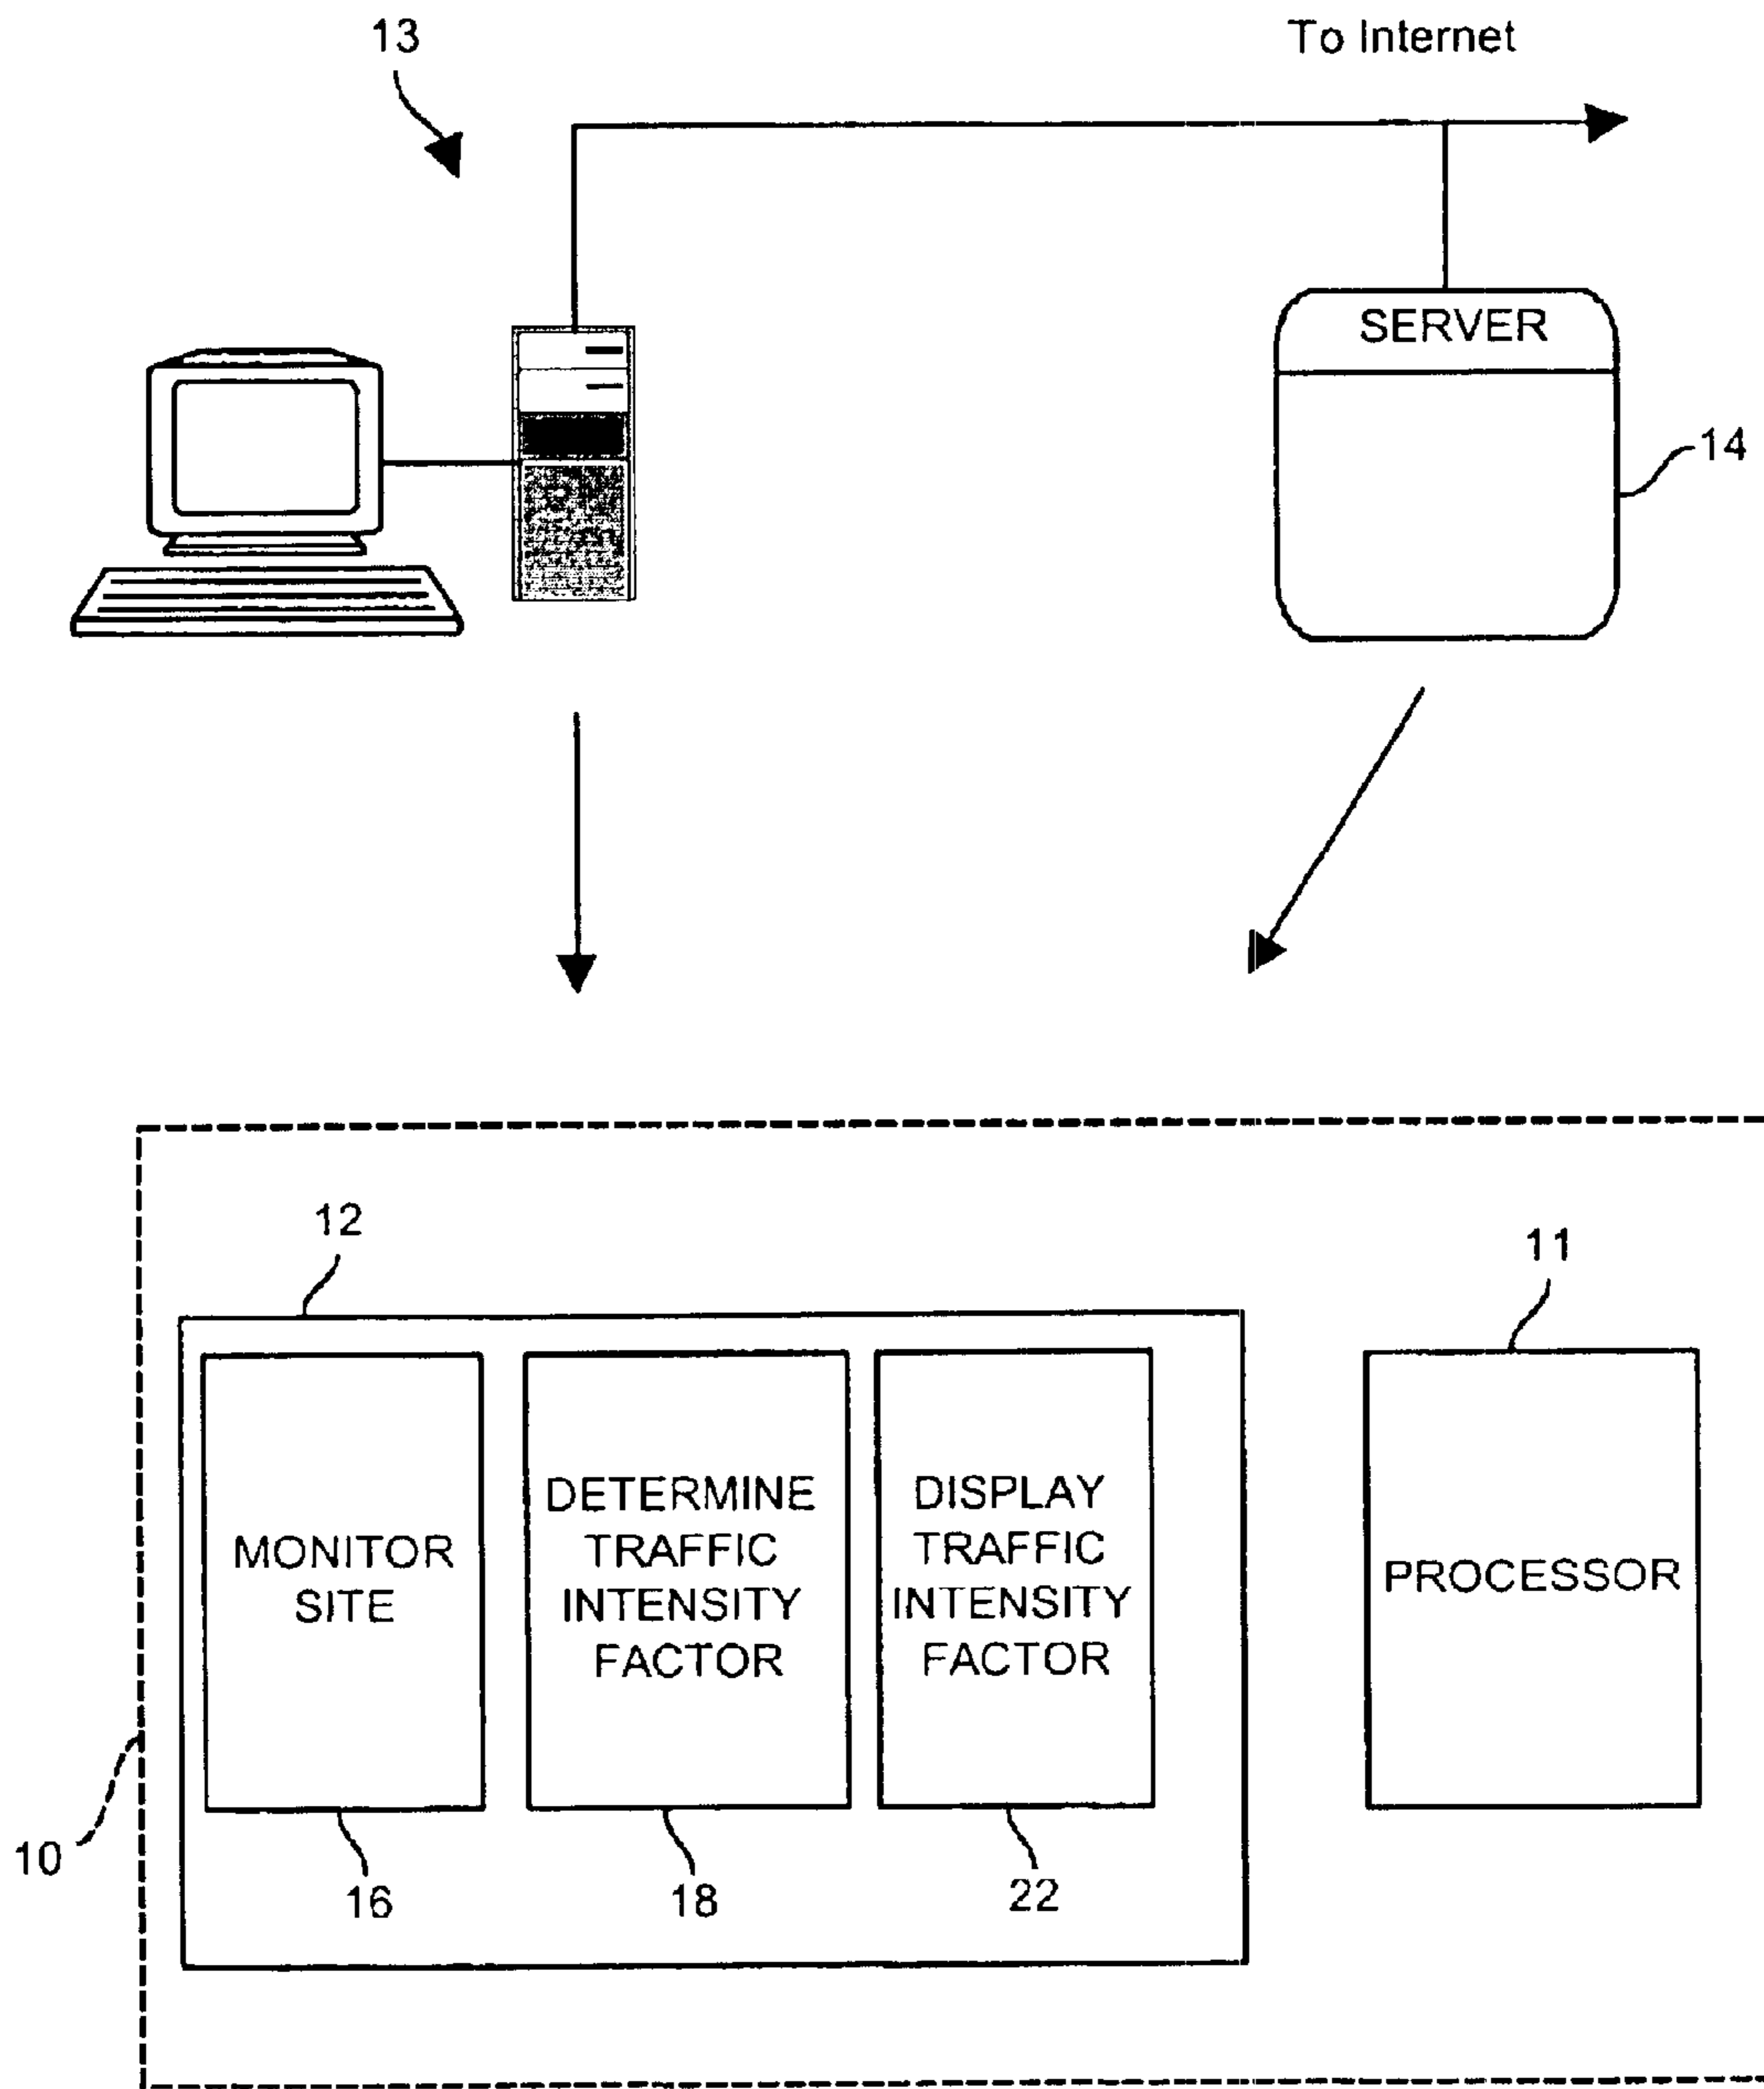 13
To Internet
SERVER
14
12
11
MONITOR
SITE
DETERMINE
TRAFFIC
INTENSITY
FACTOR
DISPLAY
TRAFFIC
INTENSITY
FACTOR
PROCESSOR
10
16
18
22